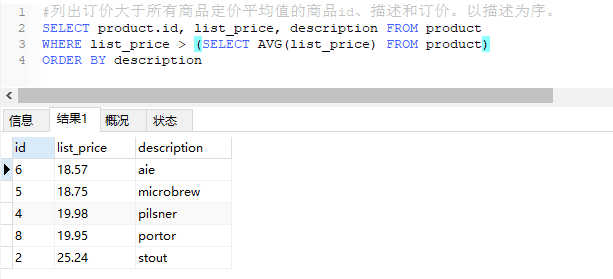 1 #列出订价大于所有商品定价平均值的商品id、描述和订价。以描述为序。
2 SELECT product.id, list_price, description FROM product
3 WHERE list_price > (SELECT AVG(list_price) FROM product)
4 ORDER BY description
信息 结果1 概况 状态
id list_price description
6 18.57 aie
5 18.75 microbrew
4 19.98 pilsner
8 19.95 portor
2 25.24 stout